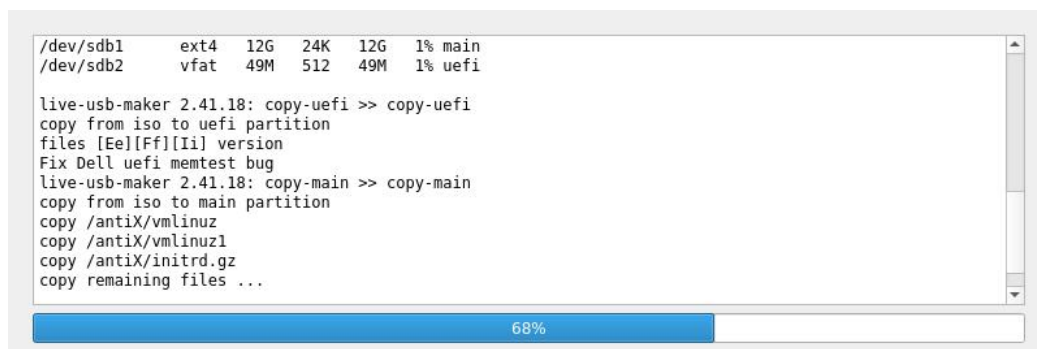 /dev/sdb1 ext4 12G 24K 12G 1% main
/dev/sdb2 vfat 49M 512 49M 1% uefi
live-usb-maker 2.41.18: copy-uefi >> copy-uefi
copy from iso to uefi partition
files [Ee][Ff][Ii] version
Fix Dell uefi memtest bug
live-usb-maker 2.41.18: copy-main >> copy-main
copy from iso to main partition
copy /antiX/vmlinuz
copy /antiX/vmlinuz1
copy /antiX/initrd.gz
copy remaining files ...
68%